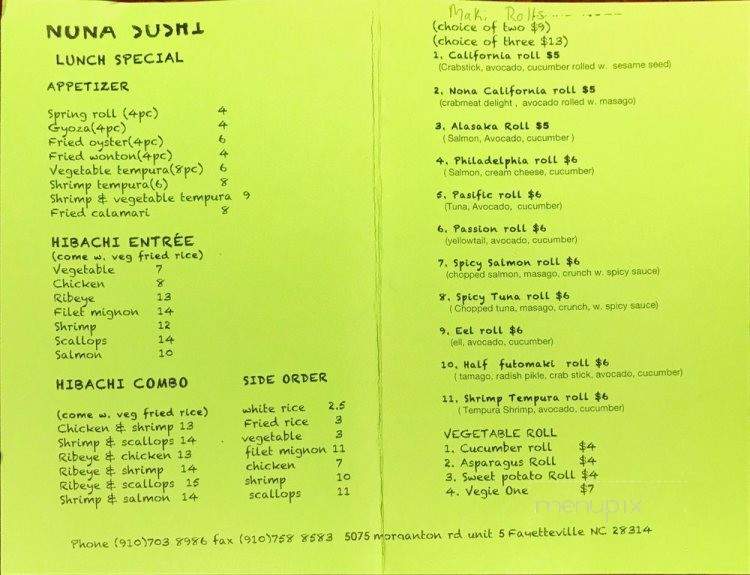 NUNA SUSHI
LUNCH SPECIAL
APPETIZER
Spring roll (4pc) 4
Gyoza(4pc) 4
Fried oyster(4pc) 6
Fried wonton(4pc) 4
Vegetable tempura(8pc) 6
Shrimp tempura(6) 8
Shrimp & vegetable tempura 9
Fried calamari 8
HIBACHI ENTRÉE
(come w. veg fried rice)
Vegetable 7
Chicken 8
Ribeye 13
Filet mignon 14
Shrimp 12
Scallops 14
Salmon 10
HIBACHI COMBO
(come w. veg fried rice)
Chicken & shrimp 13
Shrimp & scallops 14
Ribeye & chicken 13
Ribeye & shrimp 14
Ribeye & scallops 15
Shrimp & salmon 14
SIDE ORDER
white rice 2.5
Fried rice 3
vegetable 3
filet mignon 11
chicken 7
shrimp 10
scallops 11
Maki Rolls
(choice of two $9)
(choice of three $13)
1. California roll $5
(Crabstick, avocado, cucumber rolled w. sesame seed)
2. Nona California roll $5
(crabmeat delight , avocado rolled w. masago)
3. Alasaka Roll $5
( Salmon, Avocado, cucumber )
4. Philadelphia roll $6
( Salmon, cream cheese, cucumber)
5. Pasific roll $6
(Tuna, Avocado, cucumber)
6. Passion roll $6
(yellowtail, avocado, cucumber)
7. Spicy Salmon roll $6
(chopped salmon, masago, crunch w. spicy sauce)
8. Spicy Tuna roll $6
( Chopped tuna, masago, crunch, w. spicy sauce)
9. Eel roll $6
(ell, avocado, cucumber)
10. Half futomaki roll $6
( tamago, radish pikle, crab stick, avocado, cucumber)
11. Shrimp Tempura roll $6
( Tempura Shrimp, avocado, cucumber)
VEGETABLE ROLL
1. Cucumber roll $4
2. Asparagus Roll $4
3. Sweet potato Roll $4
4. Vegie One $7
menupix
Phone (910)703 8986 fax (910)758 8583 5075 morganton rd unit 5 Fayetteville NC 28314